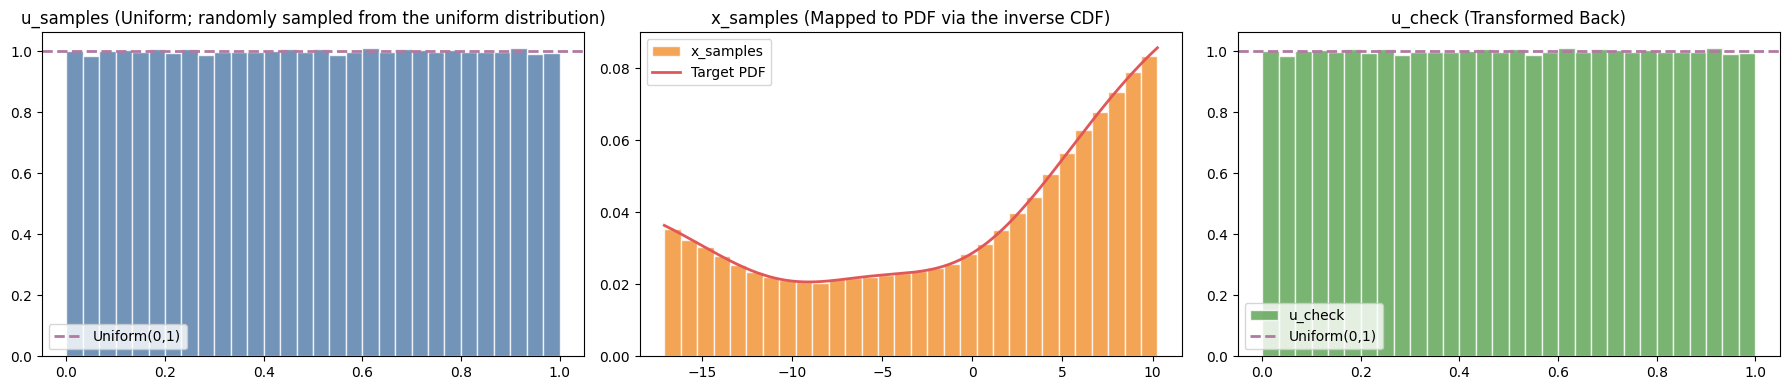 u_samples (Uniform; randomly sampled from the uniform distribution)
1.0
0.8
0.6
0.4
0.2
0.0
Uniform(0,1)
0.0 0.2 0.4 0.6 0.8 1.0
x_samples (Mapped to PDF via the inverse CDF)
x_samples
Target PDF
0.08
0.06
0.04
0.02
0.00
−15 −10 −5 0 5 10
u_check (Transformed Back)
1.0
0.8
0.6
0.4
0.2
0.0
u_check
Uniform(0,1)
0.0 0.2 0.4 0.6 0.8 1.0